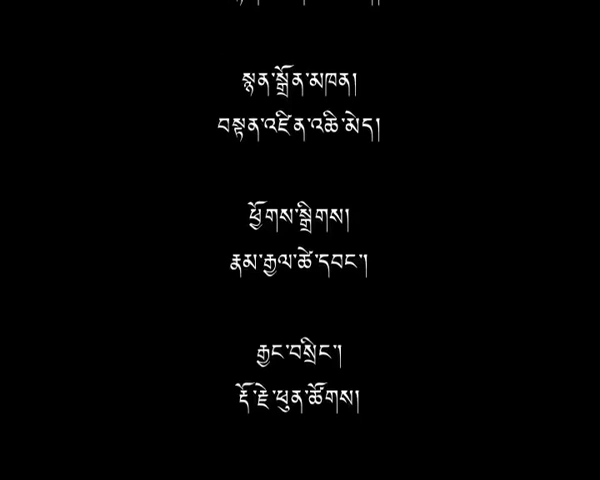 སྙན་སྒྲོན་མཁན།
བསྟན་འཛིན་འཆི་མེད།
ཕྱོགས་སྒྲིགས།
རྣམ་རྒྱལ་ཚེ་དབང་།
རྒྱང་བསྲིང་།
རྡོ་རྗེ་ཕུན་ཚོགས།